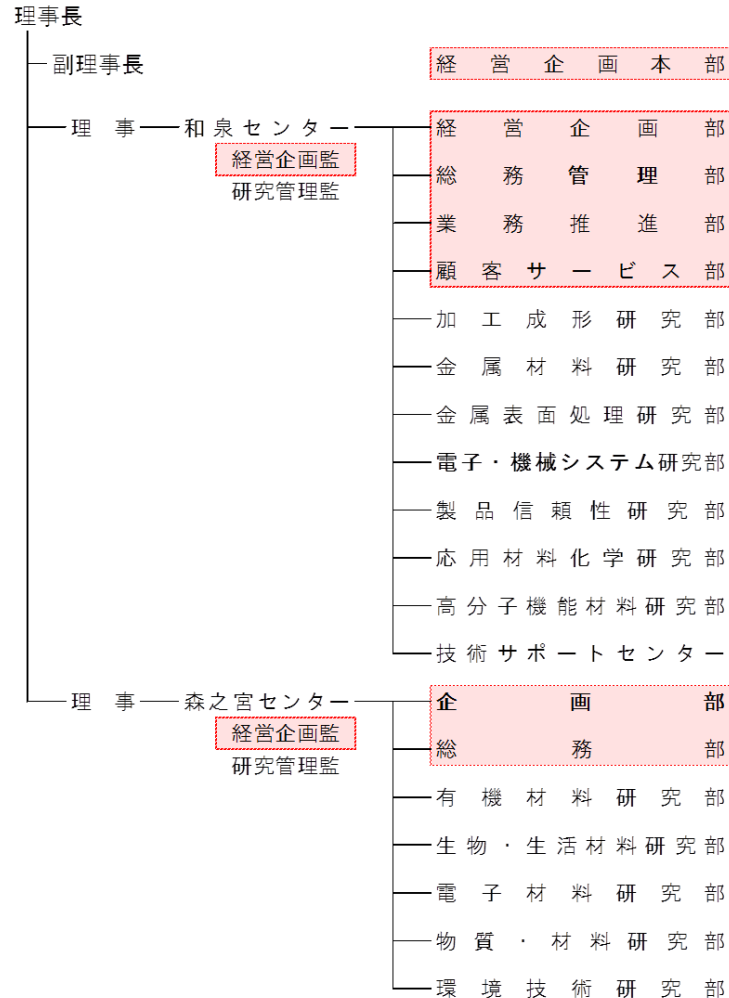 理事長
副理事長
経営企画本部
理事 和泉センター 経営企画部
経営企画監
総務管理部
研究管理監
業務推進部
顧客サービス部
加工成形研究部
金属材料研究部
金属表面処理研究部
電子・機械システム研究部
製品信頼性研究部
応用材料化学研究部
高分子機能材料研究部
技術サポートセンター
理事 森之宮センター 企画部
経営企画監
総務部
研究管理監
有機材料研究部
生物・生活材料研究部
電子材料研究部
物質・材料研究部
環境技術研究部